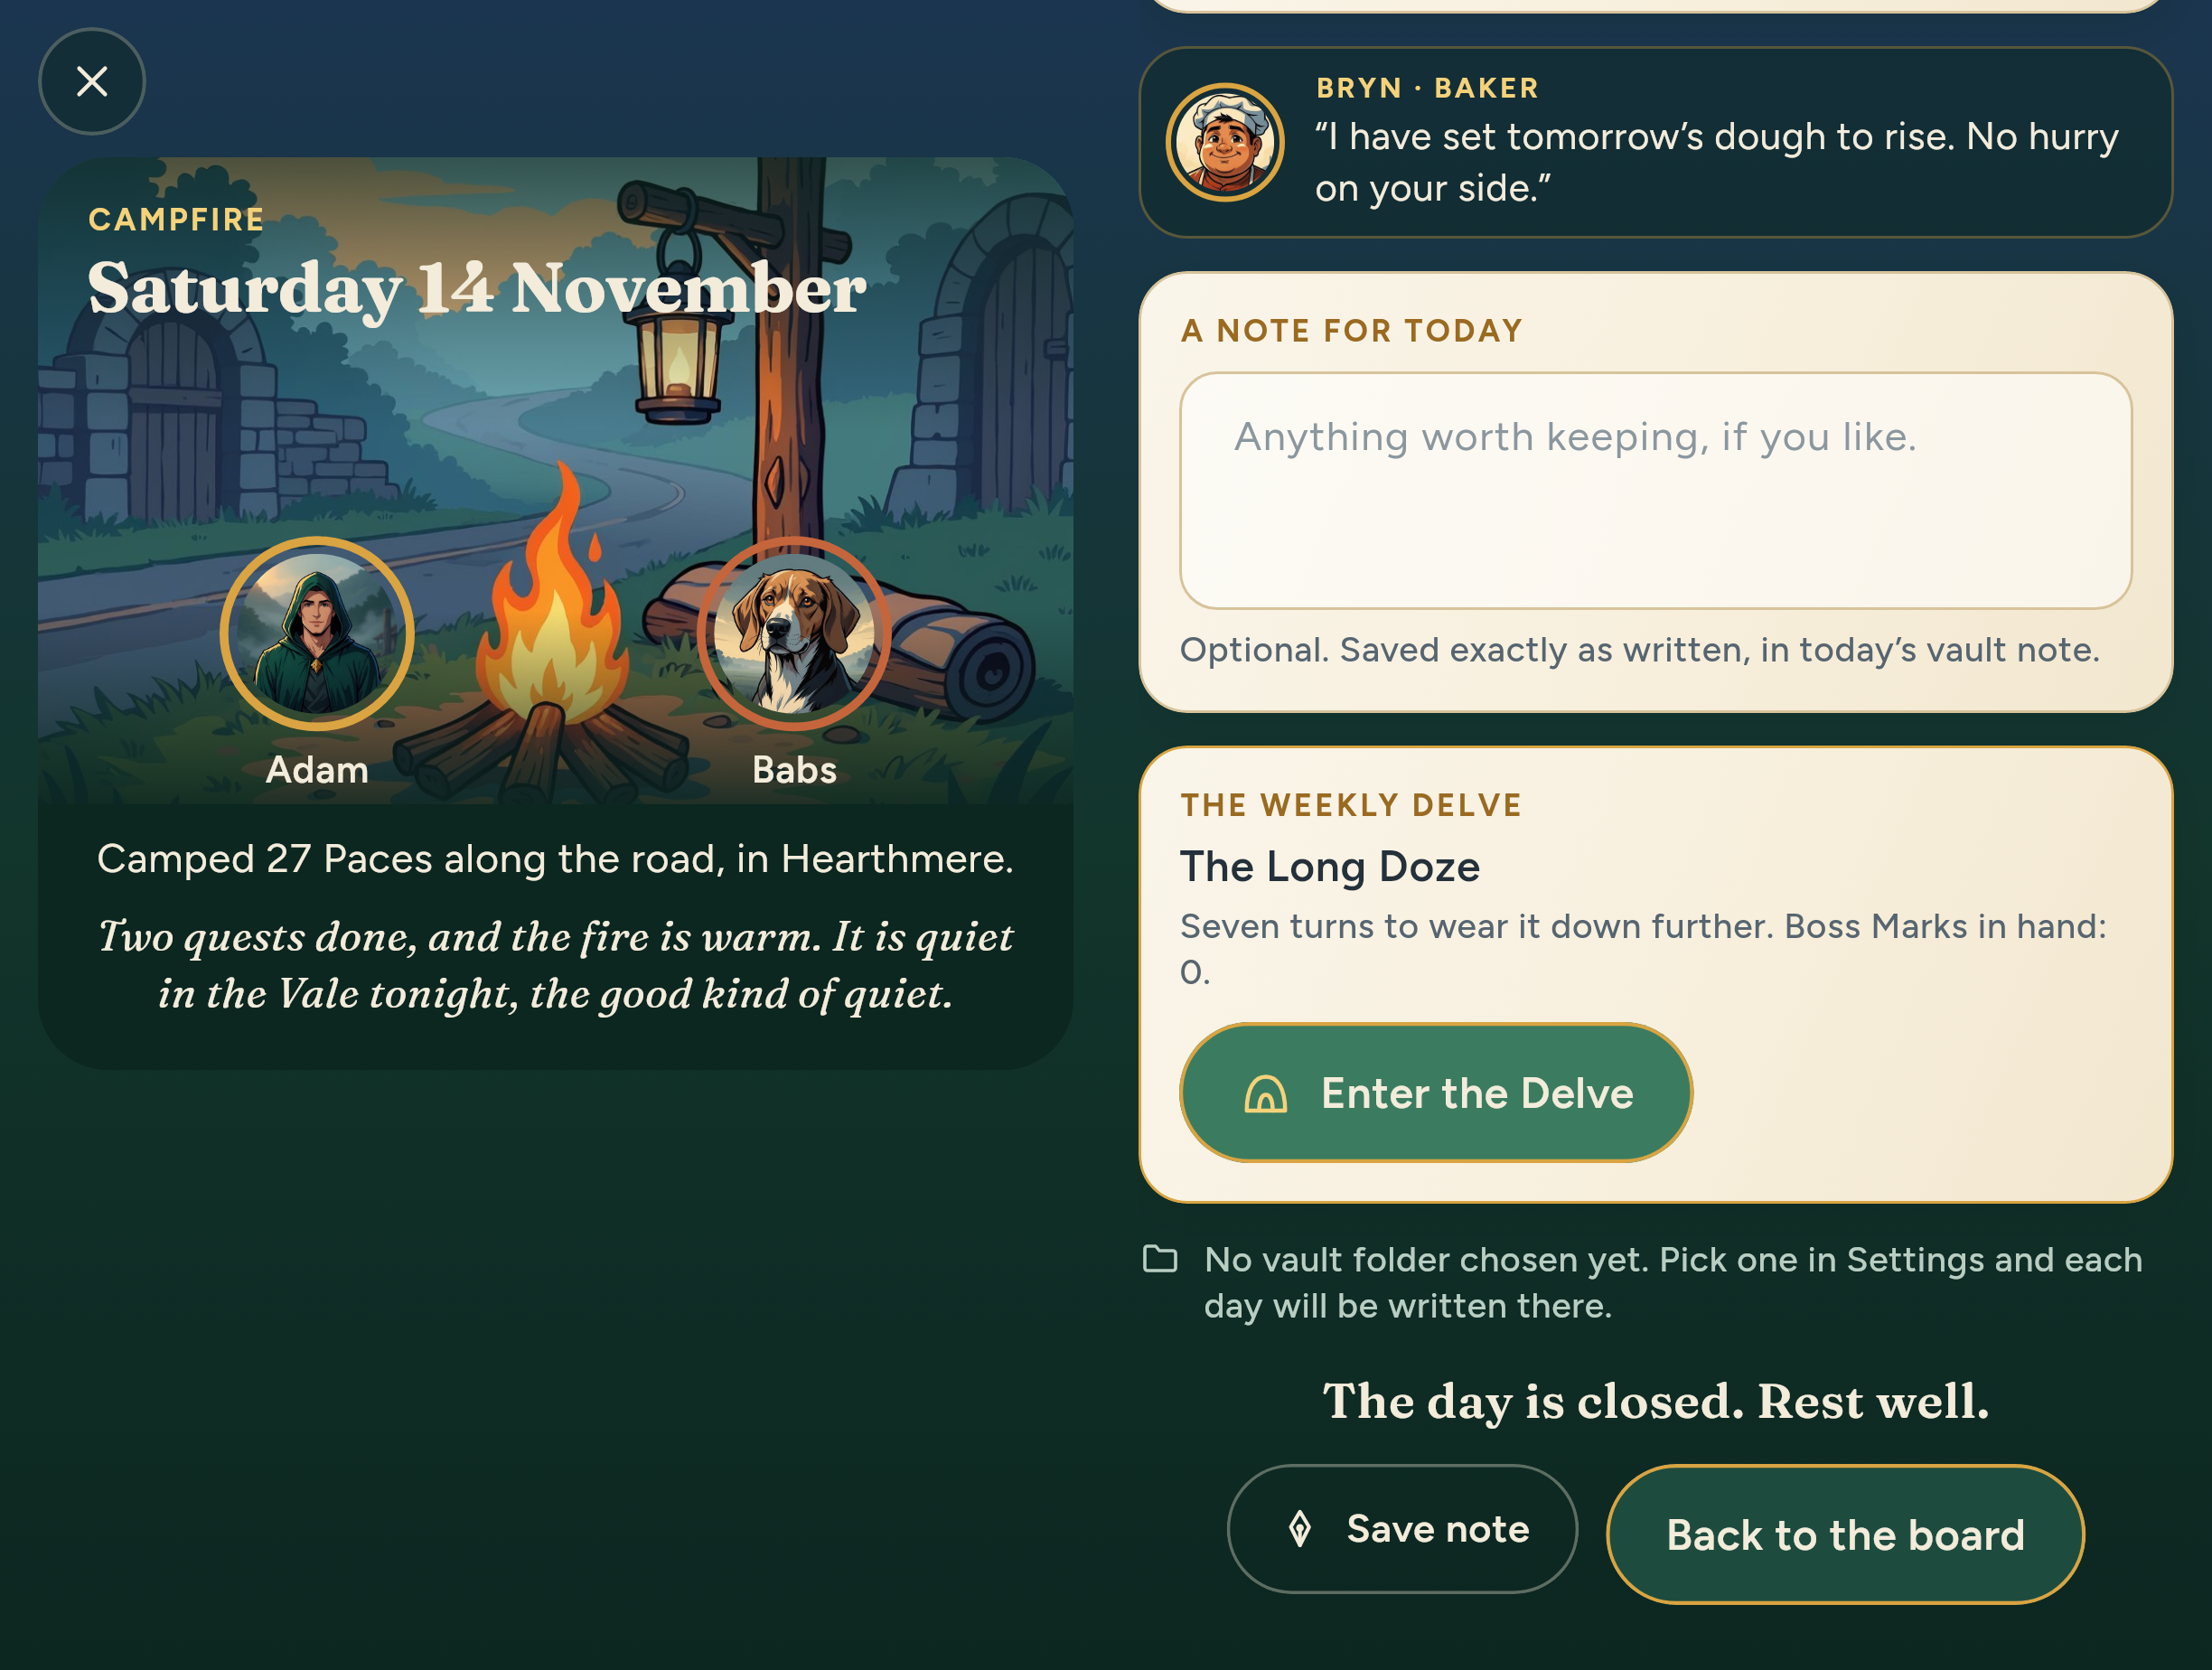 CAMPFIRE
Saturday 14 November
Adam
Babs
Camped 27 Paces along the road, in Hearthmere.
Two quests done, and the fire is warm. It is quiet
in the Vale tonight, the good kind of quiet.
BRYN · BAKER
“I have set tomorrow’s dough to rise. No hurry
on your side.”
A NOTE FOR TODAY
Anything worth keeping, if you like.
Optional. Saved exactly as written, in today’s vault note.
THE WEEKLY DELVE
The Long Doze
Seven turns to wear it down further. Boss Marks in hand:
0.
Enter the Delve
No vault folder chosen yet. Pick one in Settings and each
day will be written there.
The day is closed. Rest well.
Save note
Back to the board